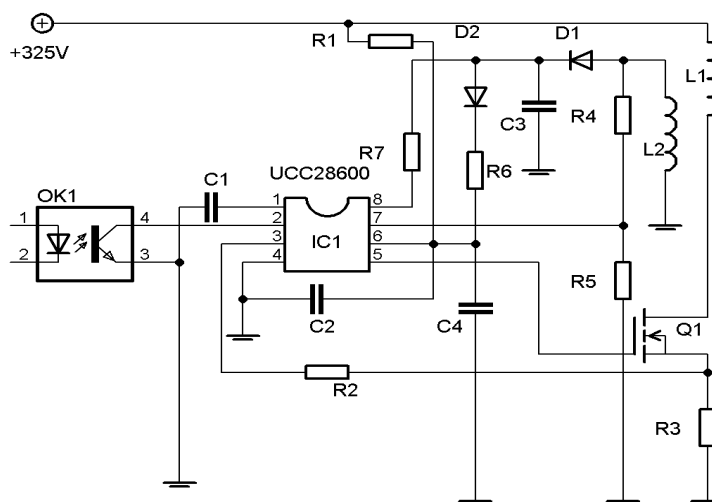 R1
D2
D1
+325V
L1
C3
R4
R7
L2
R6
UCC28600
C1
OK1
1
8
1
4
2
7
IC1
3
6
2
3
4
5
R5
C2
C4
Q1
R2
R3